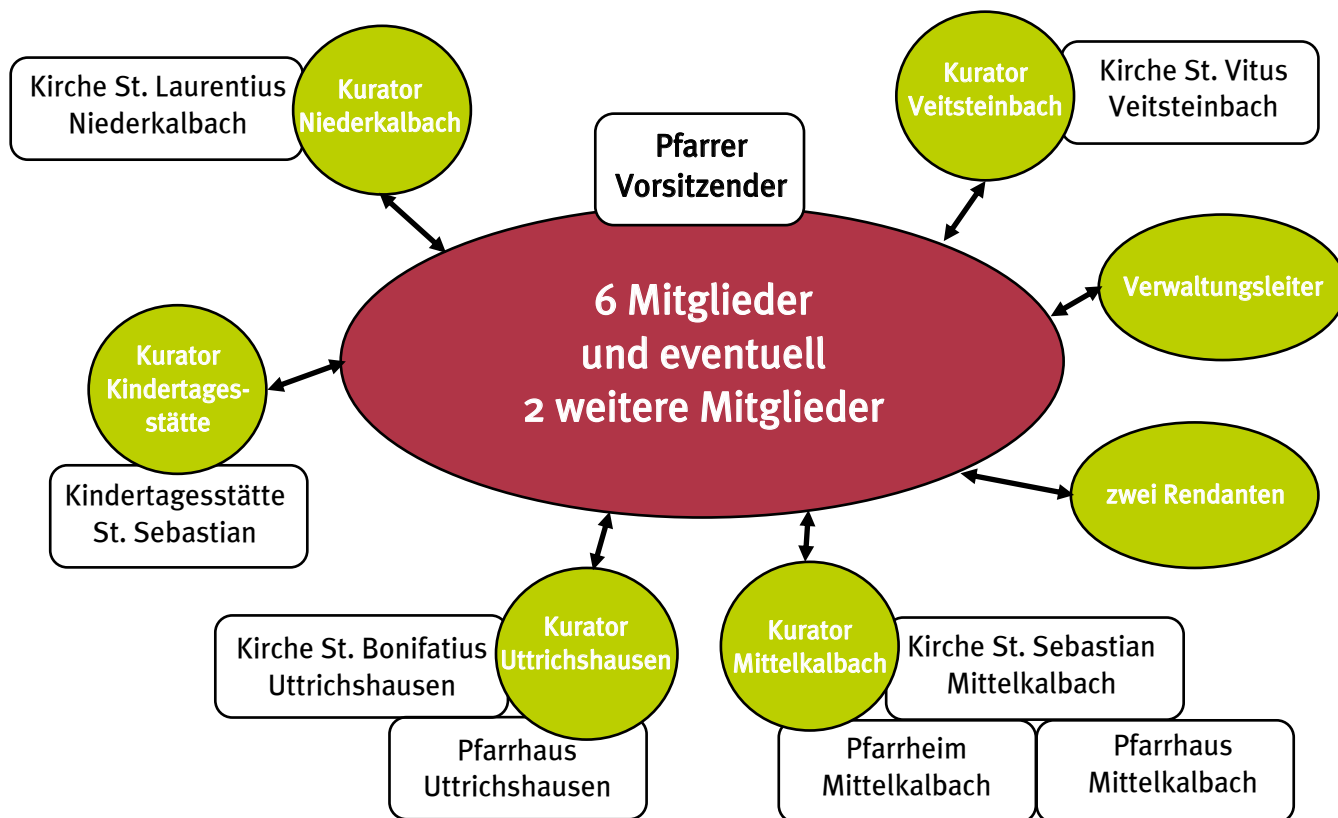 Kirche St. Laurentius
Niederkalbach
Kurator
Niederkalbach
Pfarrer
Vorsitzender
Kurator
Veitsteinbach
Kirche St. Vitus
Veitsteinbach
6 Mitglieder
und eventuell
2 weitere Mitglieder
Verwaltungsleiter
Kurator
Kindertages-
stätte
Kindertagesstätte
St. Sebastian
zwei Rendanten
Kirche St. Bonifatius
Uttrichshausen
Kurator
Uttrichshausen
Pfarrhaus
Uttrichshausen
Kurator
Mittelkalbach
Kirche St. Sebastian
Mittelkalbach
Pfarrheim
Mittelkalbach
Pfarrhaus
Mittelkalbach